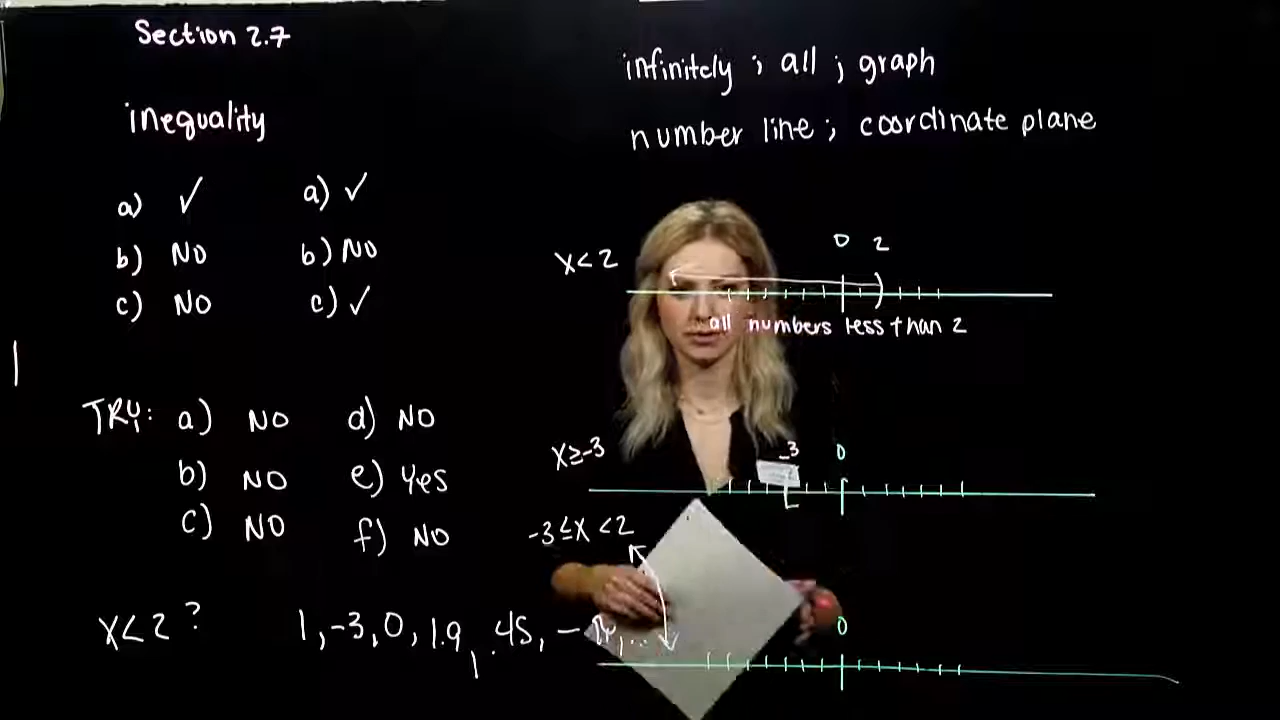 Section 2.7
inequality
a) ✓ a) ✓
b) NO b) NO
c) NO c) ✓
TRY: a) NO d) NO
b) NO e) Yes
c) NO f) NO
x<2 ? 1, -3, 0, 1.9, .45, -
infinitely ; all ; graph
number line ; coordinate plane
0 2
x<2
all numbers less than 2
-3 0
x≥-3
-3≤x<2
0